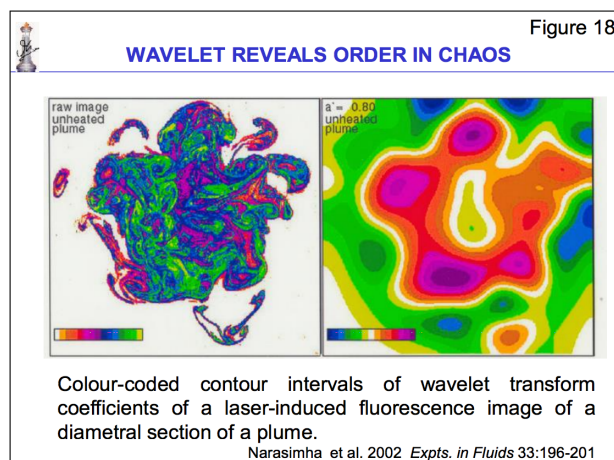 Figure 18
WAVELET REVEALS ORDER IN CHAOS
raw image
unheated
plume
a*= 0.80
unheated
plume
Colour-coded contour intervals of wavelet transform
coefficients of a laser-induced fluorescence image of a
diametral section of a plume.
Narasimha et al. 2002 Expts. in Fluids 33:196-201